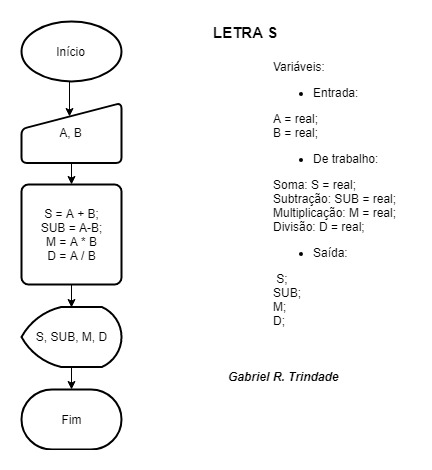 Início
A, B
S = A + B;
SUB = A-B;
M = A * B
D = A / B
S, SUB, M, D
Fim
LETRA S
Variáveis:
• Entrada:
A = real;
B = real;
• De trabalho:
Soma: S = real;
Subtração: SUB = real;
Multiplicação: M = real;
Divisão: D = real;
• Saída:
S;
SUB;
M;
D;
Gabriel R. Trindade